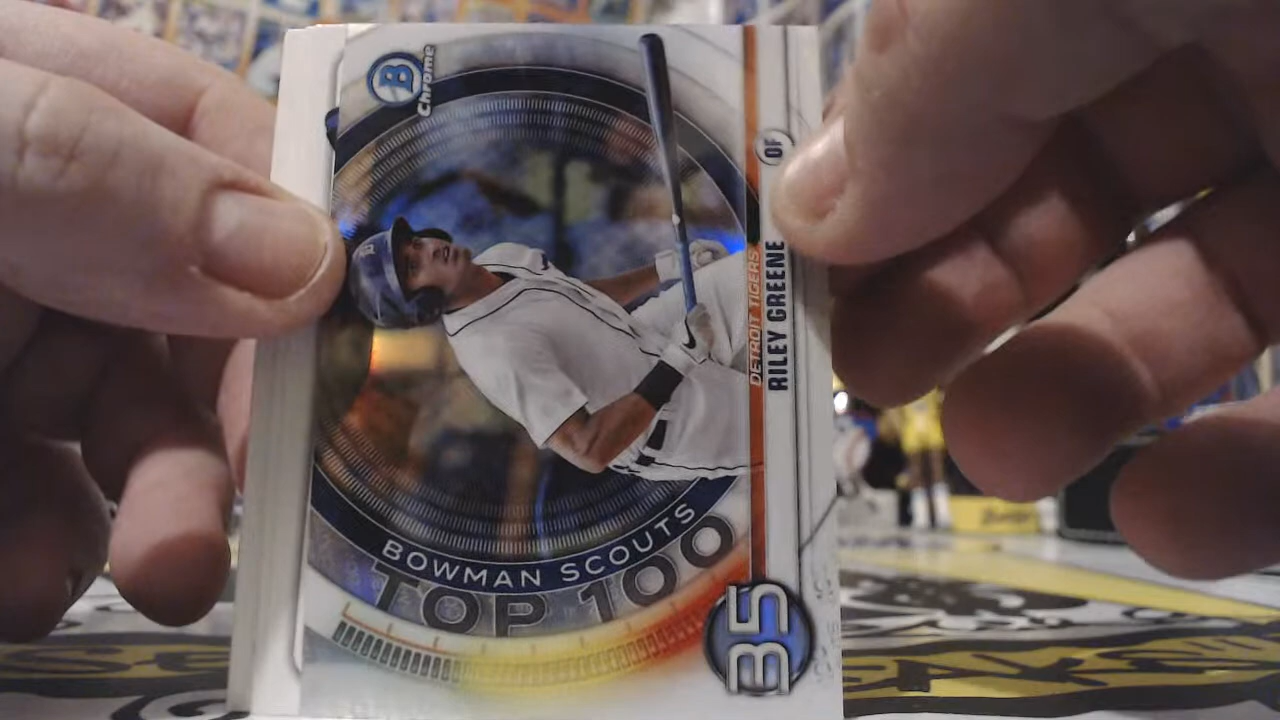 B
Chrome
OF
DETROIT TIGERS
RILEY GREENE
BOWMAN SCOUTS
TOP 100
35